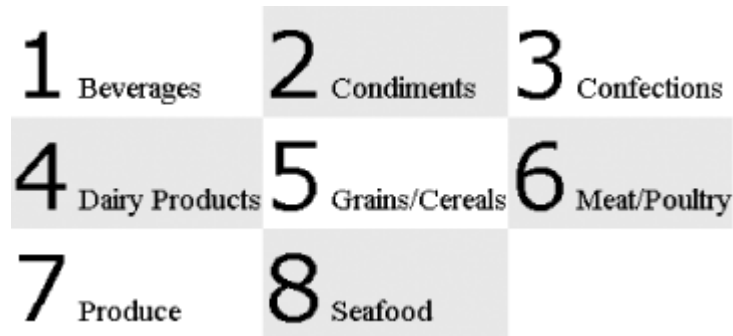 1 Beverages
2 Condiments
3 Confections
4 Dairy Products
5 Grains/Cereals
6 Meat/Poultry
7 Produce
8 Seafood